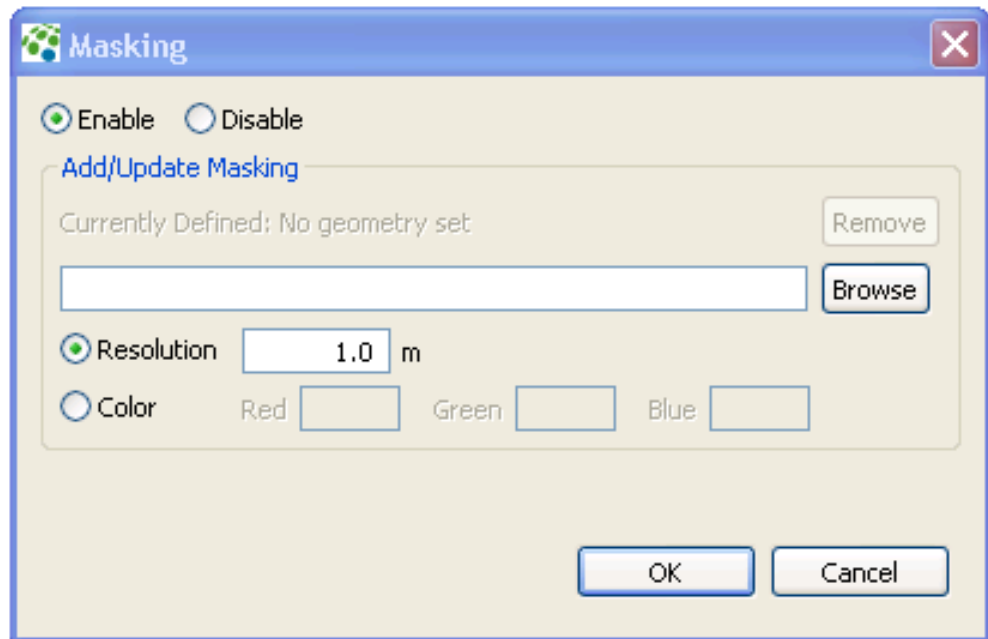 Masking
Enable Disable
Add/Update Masking
Currently Defined: No geometry set Remove
Browse
Resolution 1.0 m
Color Red Green Blue
OK Cancel